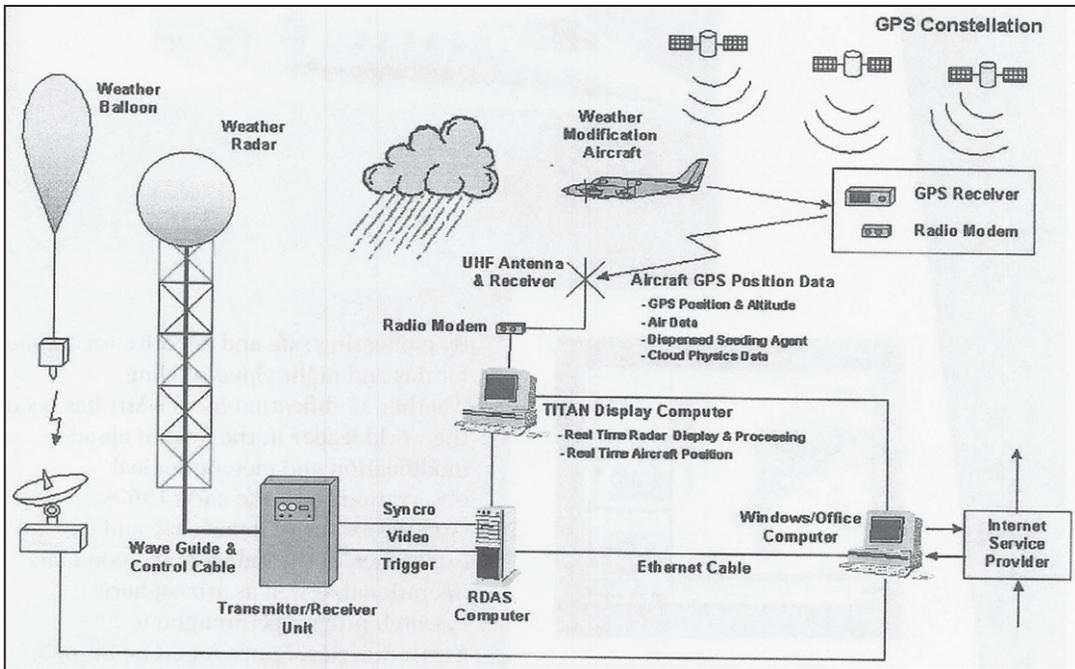 GPS Constellation
Weather
Balloon
Weather
Radar
Weather
Modification
Aircraft
GPS Receiver
Radio Modem
UHF Antenna
& Receiver
Aircraft GPS Position Data
- GPS Position & Altitude
- Air Data
- Dispensed Seeding Agent
- Cloud Physics Data
Radio Modem
TITAN Display Computer
- Real Time Radar Display & Processing
- Real Time Aircraft Position
Syncro
Video
Trigger
Windows/Office
Computer
Internet
Service
Provider
Wave Guide &
Control Cable
Ethernet Cable
RDAS
Computer
Transmitter/Receiver
Unit